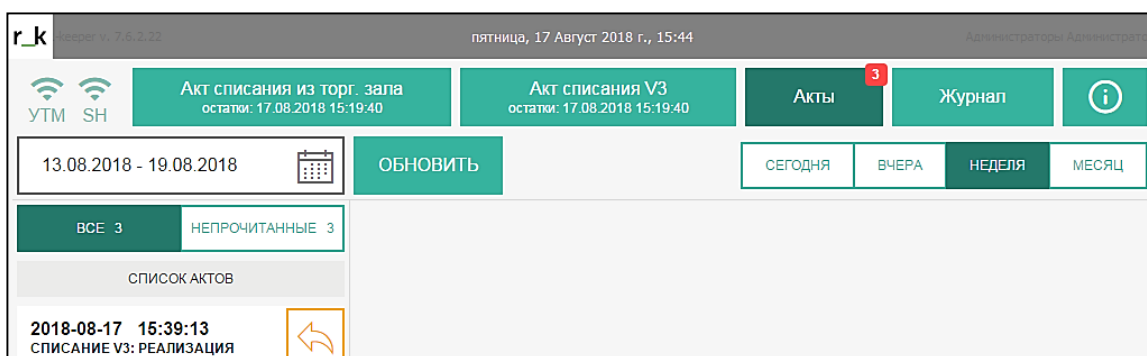 r_k -keeper v. 7.6.2.22 пятница, 17 Август 2018 г., 15:44 Администраторы Администрато
Акт списания из торг. зала
остатки: 17.08.2018 15:19:40
Акт списания V3
остатки: 17.08.2018 15:19:40
Акты
3
Журнал
УТМ SH
13.08.2018 - 19.08.2018
ОБНОВИТЬ
СЕГОДНЯ
ВЧЕРА
НЕДЕЛЯ
МЕСЯЦ
ВСЕ 3
НЕПРОЧИТАННЫЕ 3
СПИСОК АКТОВ
2018-08-17 15:39:13
СПИСАНИЕ V3: РЕАЛИЗАЦИЯ